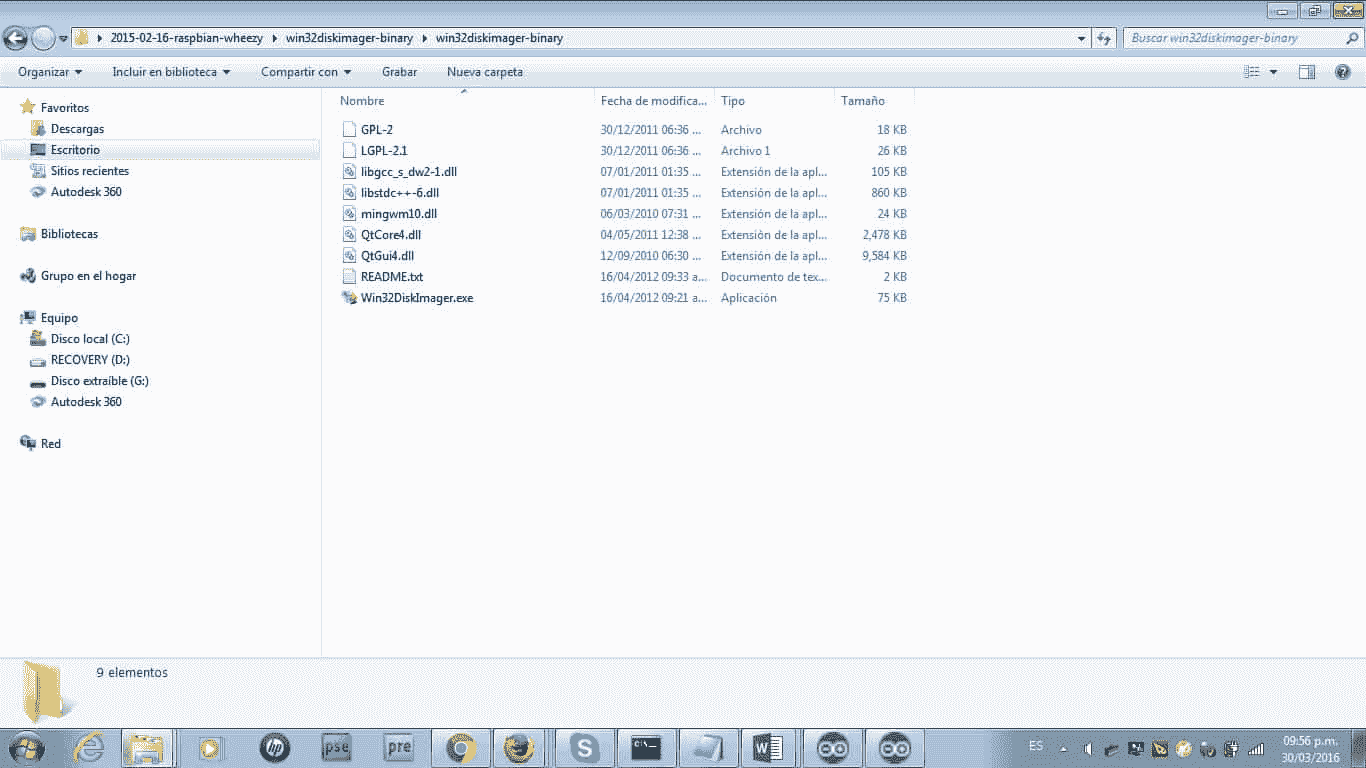 2015-02-16-raspbian-wheezy win32diskimager-binary win32diskimager-binary Buscar win32diskimager-binary
Organizar Incluir en biblioteca Compartir con Grabar Nueva carpeta
Favoritos
Descargas
Escritorio
Sitios recientes
Autodesk 360
Bibliotecas
Grupo en el hogar
Equipo
Disco local (C:)
RECOVERY (D:)
Disco extraíble (G:)
Autodesk 360
Red
Nombre Fecha de modifica... Tipo Tamaño
GPL-2 30/12/2011 06:36 ... Archivo 18 KB
LGPL-2.1 30/12/2011 06:36 ... Archivo 1 26 KB
libgcc_s_dw2-1.dll 07/01/2011 01:35 ... Extensión de la apl... 105 KB
libstdc++-6.dll 07/01/2011 01:35 ... Extensión de la apl... 860 KB
mingwm10.dll 06/03/2010 07:31 ... Extensión de la apl... 24 KB
QtCore4.dll 04/05/2011 12:38 ... Extensión de la apl... 2,478 KB
QtGui4.dll 12/09/2010 06:30 ... Extensión de la apl... 9,584 KB
README.txt 16/04/2012 09:33 a... Documento de tex... 2 KB
Win32DiskImager.exe 16/04/2012 09:21 a... Aplicación 75 KB
9 elementos
hp pse pre S C:\_ W ES 09:56 p.m.
30/03/2016